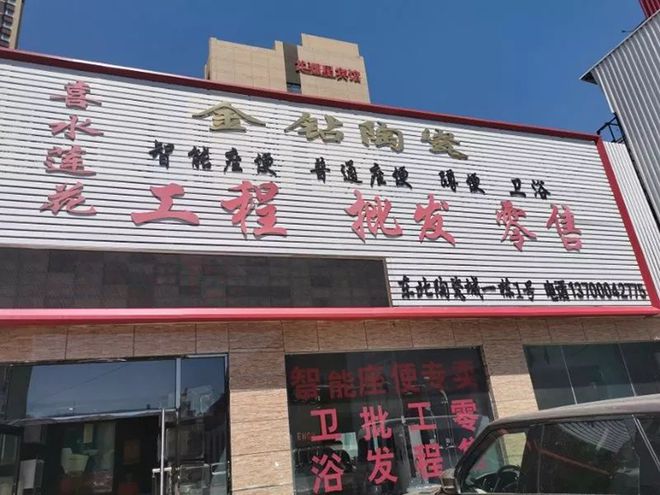 喜水莲花
金钻陶瓷
智能座便 普通座便 蹲便 卫浴
工程 批发 零售
东北陶瓷城一栋1号 电话13700042775
智能座便专卖
卫浴
批发
工程
零售